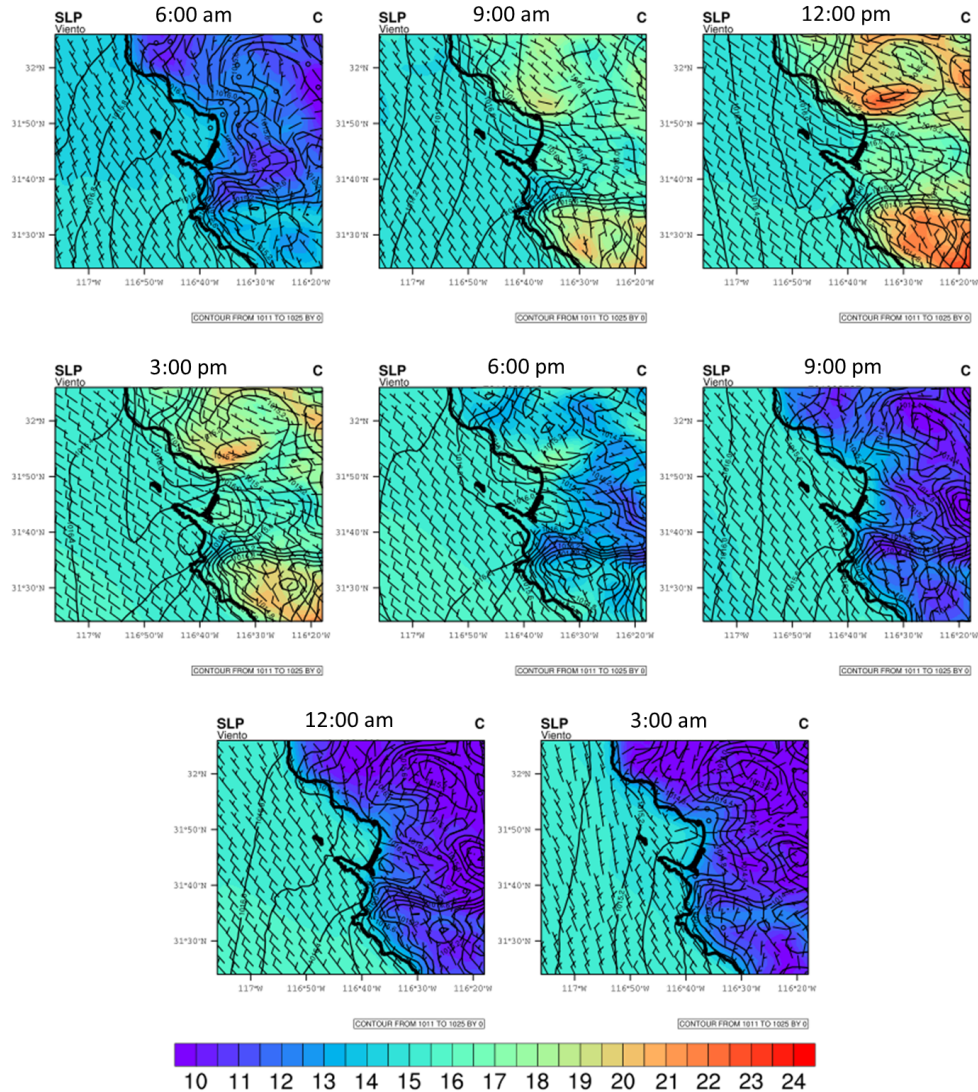 6:00 am
SLP C
Viento
32°N
31°50'N
31°40'N
31°30'N
117°W 116°50'W 116°40'W 116°30'W 116°20'W
CONTOUR FROM 1011 TO 1025 BY 0
9:00 am
SLP C
Viento
117°W 116°50'W 116°40'W 116°30'W 116°20'W
CONTOUR FROM 1011 TO 1025 BY 0
12:00 pm
SLP C
Viento
32°N
31°50'N
31°40'N
31°30'N
117°W 116°50'W 116°40'W 116°30'W 116°20'W
CONTOUR FROM 1011 TO 1025 BY 0
3:00 pm
SLP C
Viento
32°N
31°50'N
31°40'N
31°30'N
117°W 116°50'W 116°40'W 116°30'W 116°20'W
CONTOUR FROM 1011 TO 1025 BY 0
6:00 pm
SLP C
Viento
32°N
31°50'N
31°40'N
31°30'N
117°W 116°50'W 116°40'W 116°30'W 116°20'W
CONTOUR FROM 1011 TO 1025 BY 0
9:00 pm
SLP C
Viento
32°N
31°50'N
31°40'N
31°30'N
117°W 116°50'W 116°40'W 116°30'W 116°20'W
CONTOUR FROM 1011 TO 1025 BY 0
12:00 am
SLP C
Viento
32°N
31°50'N
31°40'N
31°30'N
117°W 116°50'W 116°40'W 116°30'W 116°20'W
CONTOUR FROM 1011 TO 1025 BY 0
3:00 am
SLP C
Viento
32°N
31°50'N
31°40'N
31°30'N
117°W 116°50'W 116°40'W 116°30'W 116°20'W
CONTOUR FROM 1011 TO 1025 BY 0
10 11 12 13 14 15 16 17 18 19 20 21 22 23 24